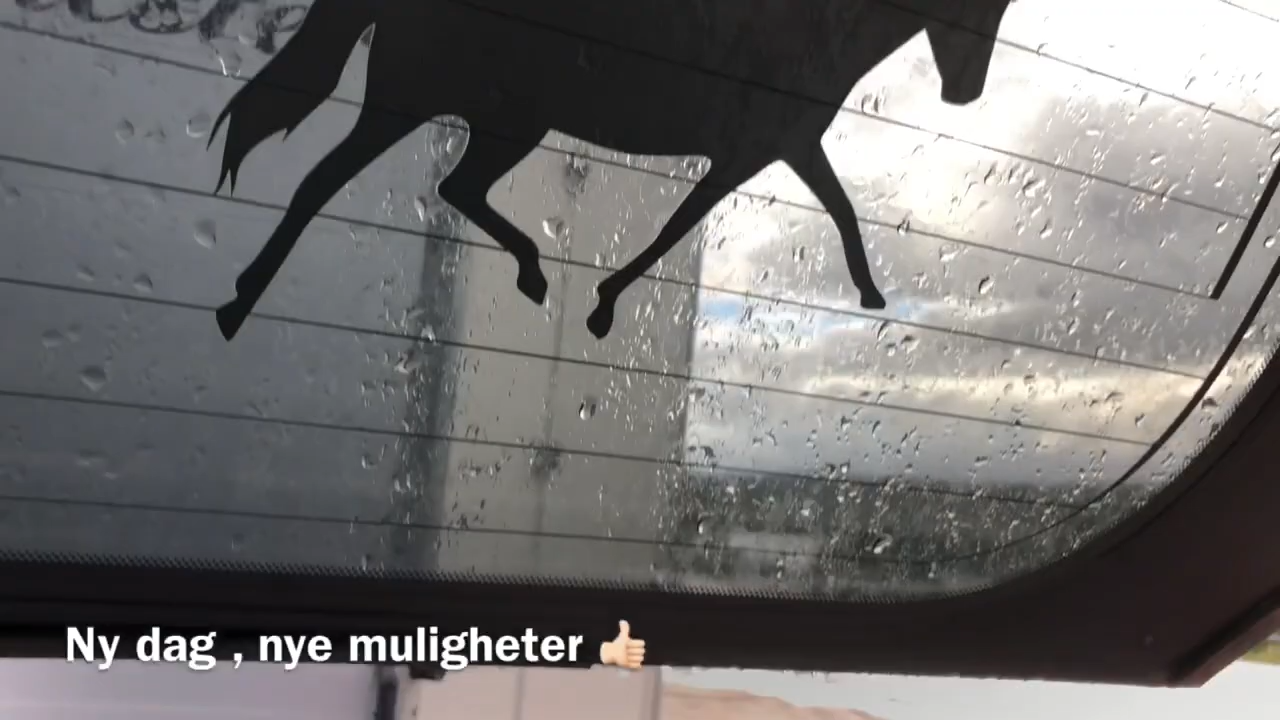 Ny dag , nye muligheter 👍🏻